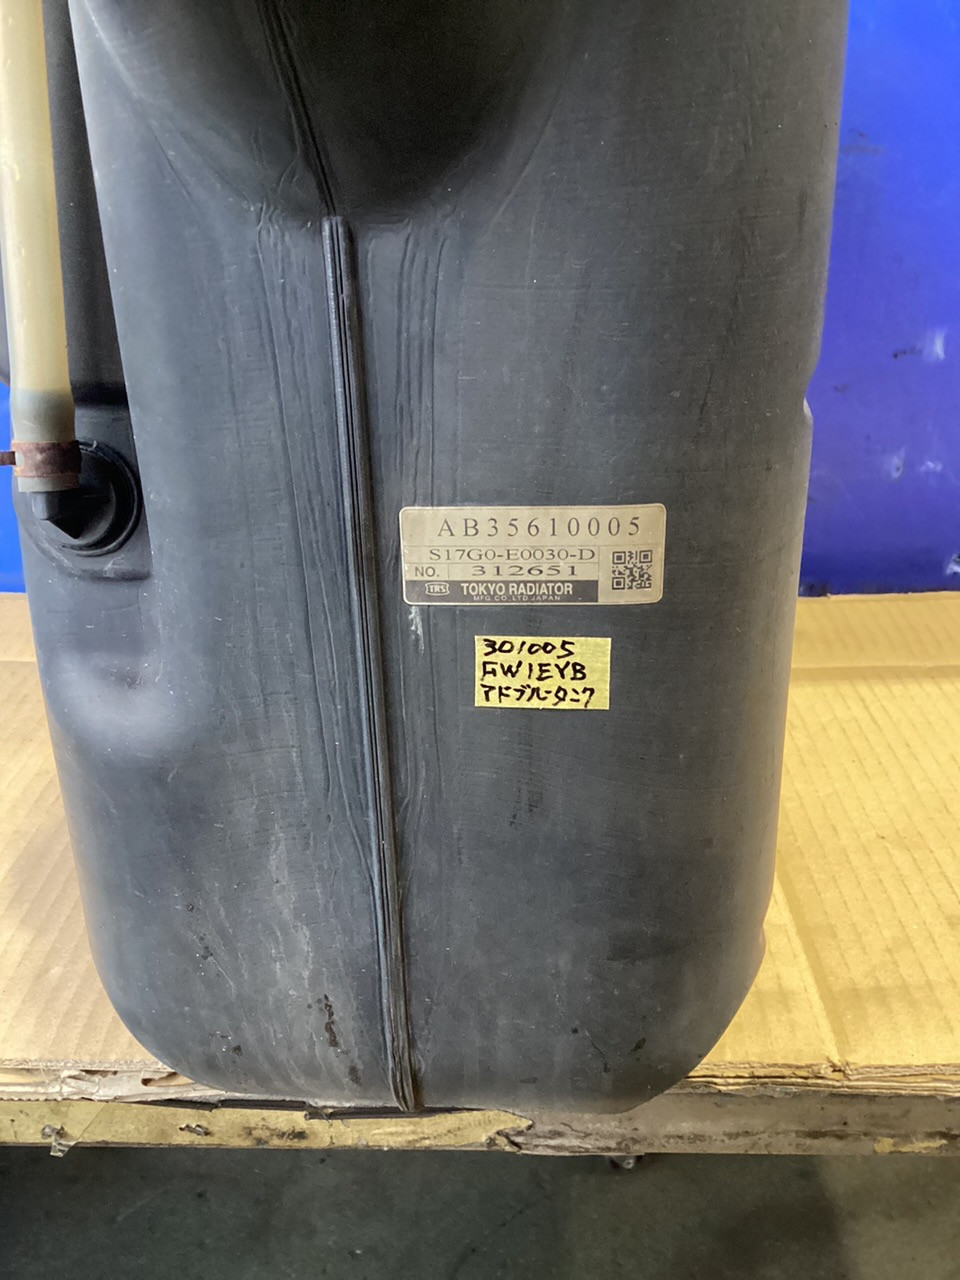 AB35610005
S17G0-E0030-D
NO. 312651
TRS TOKYO RADIATOR
MFG.CO.,LTD.JAPAN
301005
GW1EYB
アドブルータンク